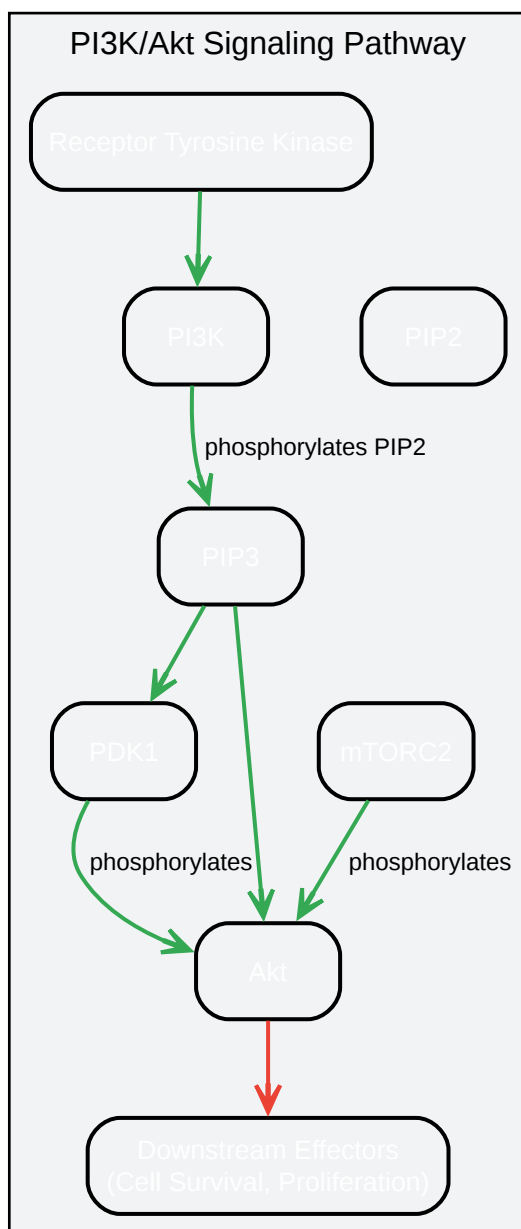 PI3K/Akt Signaling Pathway
Receptor Tyrosine Kinase
PI3K
PIP2
phosphorylates PIP2
PIP3
PDK1
mTORC2
phosphorylates
phosphorylates
Akt
Downstream Effectors
(Cell Survival, Proliferation)